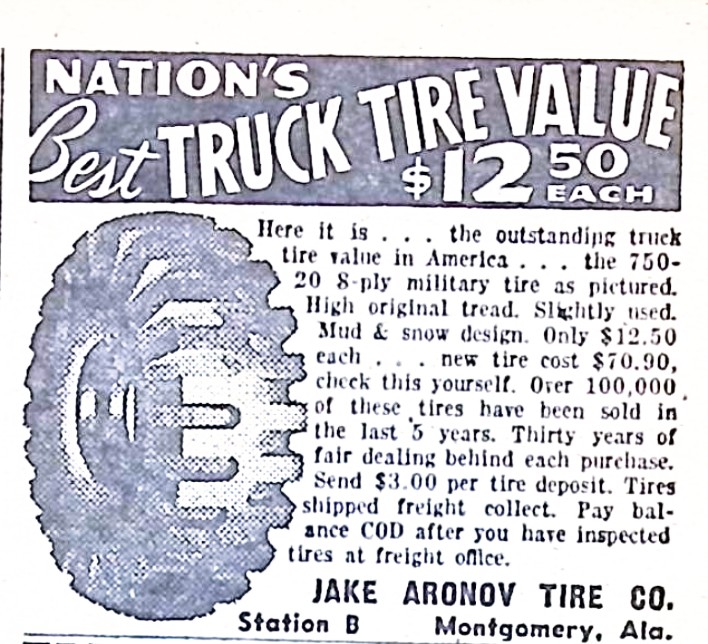 NATION'S
Best TRUCK TIRE VALUE
$12 50
EACH
Here it is . . . the outstanding truck
tire value in America . . . the 750-
20 8-ply military tire as pictured.
High original tread. Slightly used.
Mud & snow design. Only $12.50
each . . . new tire cost $70.90,
check this yourself. Over 100,000
of these tires have been sold in
the last 5 years. Thirty years of
fair dealing behind each purchase.
Send $3.00 per tire deposit. Tires
shipped freight collect. Pay bal-
ance COD after you have inspected
tires at freight office.
JAKE ARONOV TIRE CO.
Station B Montgomery, Ala.